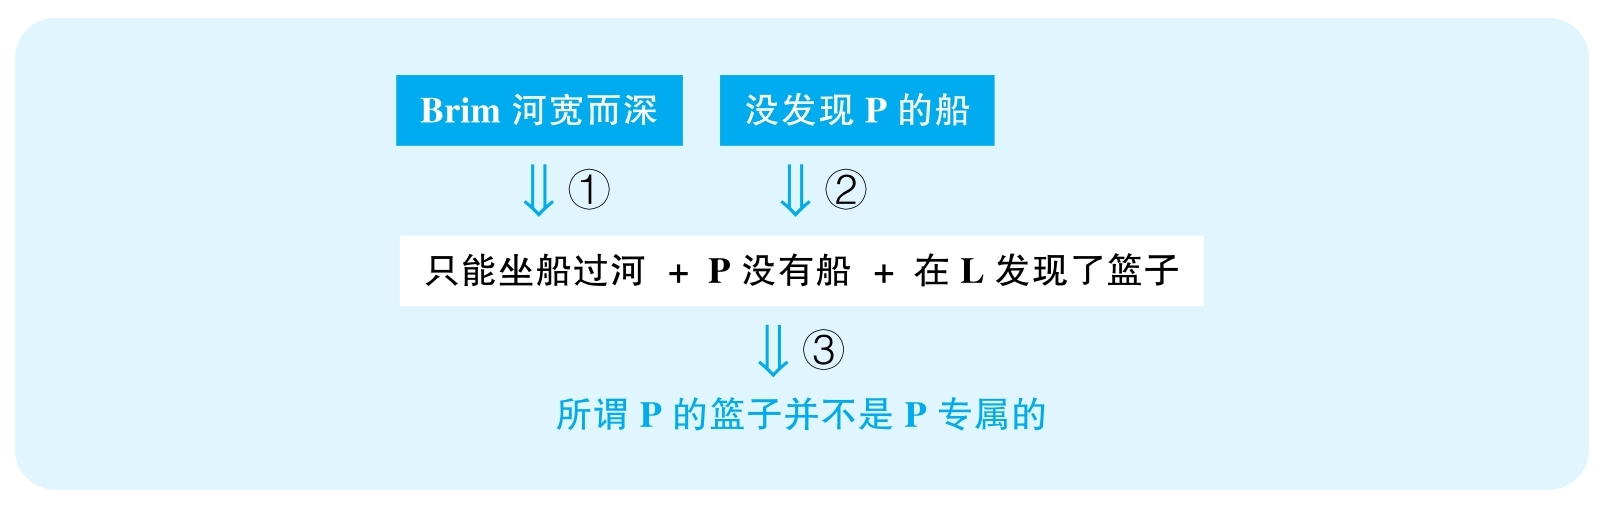 Brim 河宽而深 没发现 P 的船
① ②
只能坐船过河 + P 没有船 + 在 L 发现了篮子
③
所谓 P 的篮子并不是 P 专属的